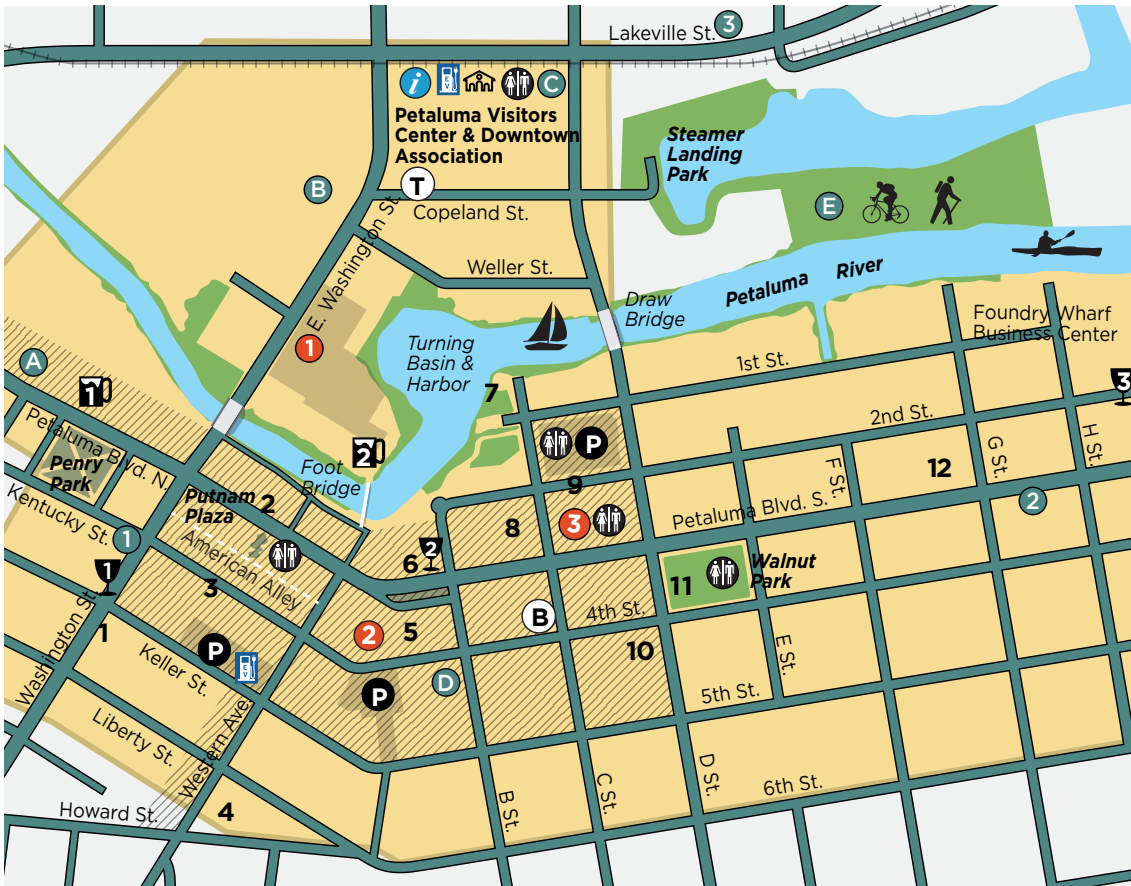 Lakeville St.
3
i
EV
C
Petaluma Visitors
Center & Downtown
Association
Steamer
Landing
Park
T
B
Copeland St.
E
E. Washington St.
Weller St.
Petaluma River
Draw
Bridge
1
Turning
Basin &
Harbor
Foundry Wharf
Business Center
A
1st St.
7
1
3
2nd St.
Petaluma Blvd. N.
Penry
Park
Foot
Bridge
2
P
G St.
H St.
F St.
12
Kentucky St.
Putnam
Plaza
2
9
8
3
Petaluma Blvd. S.
2
1
American Alley
6
2
Walnut
Park
11
1
3
B
4th St.
1
Washington St.
2
5
10
E St.
P
EV
Keller St.
D
P
5th St.
Liberty St.
Western Ave.
D St.
C St.
B St.
6th St.
Howard St.
4